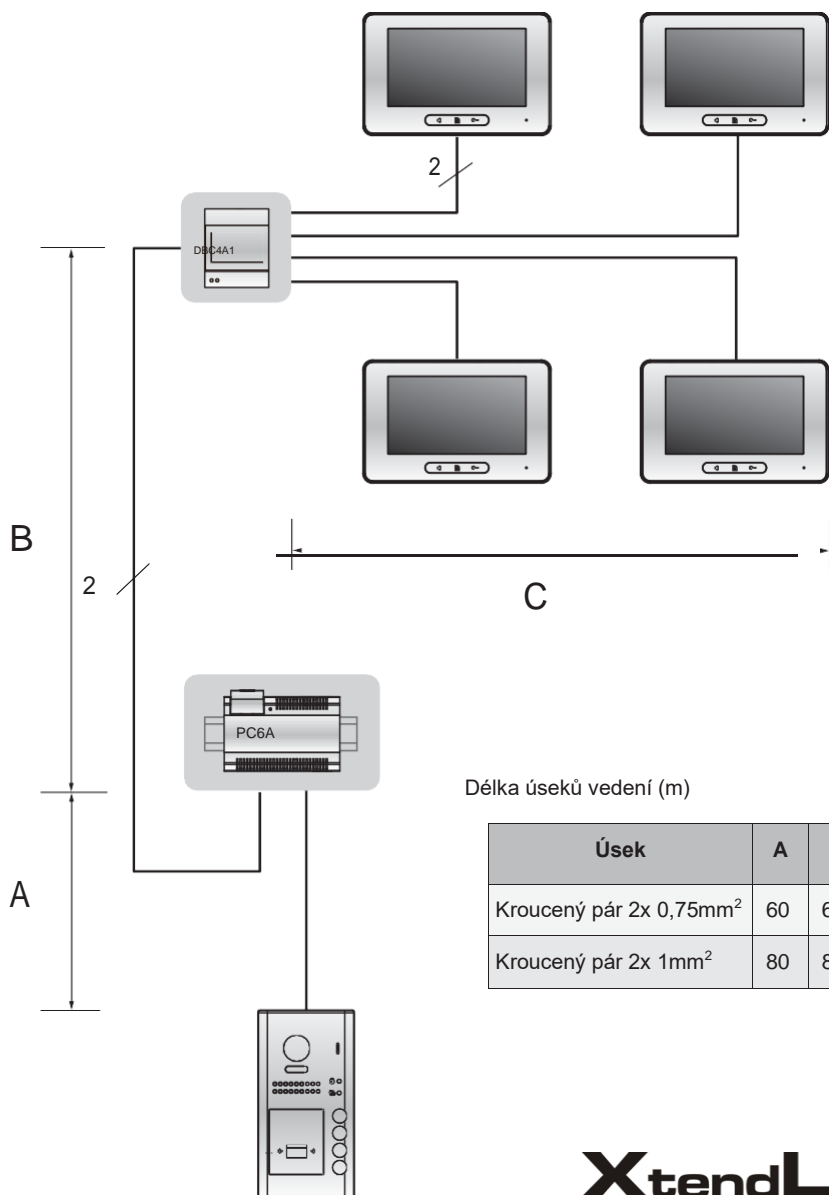 2
DBC4A1
B
2
C
PC6A
Délka úseků vedení (m)
Úsek A
Kroucený pár 2x 0,75mm² 60
Kroucený pár 2x 1mm² 80
A
XtendL